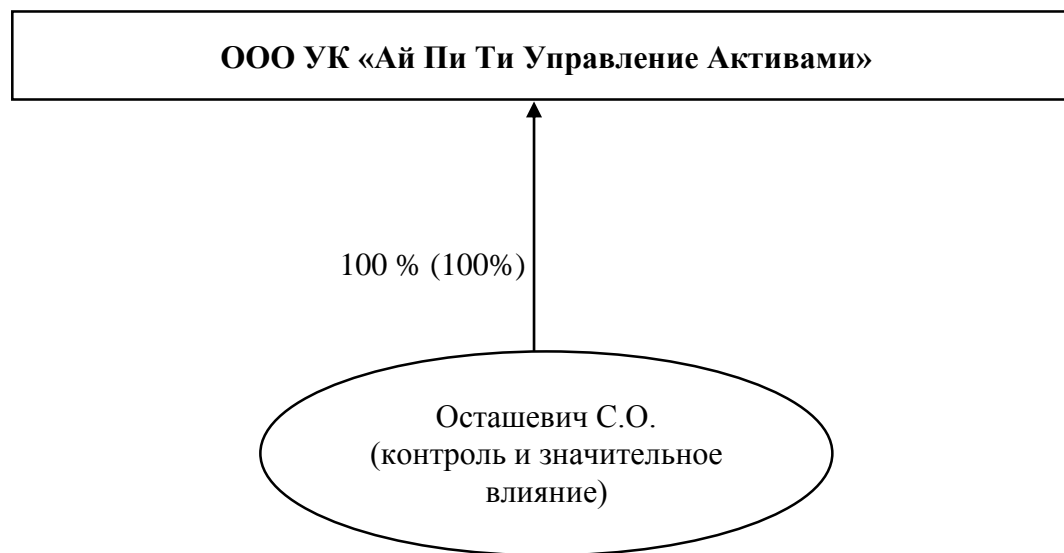 ООО УК «Ай Пи Ти Управление Активами»
100 % (100%)
Осташевич С.О.
(контроль и значительное
влияние)